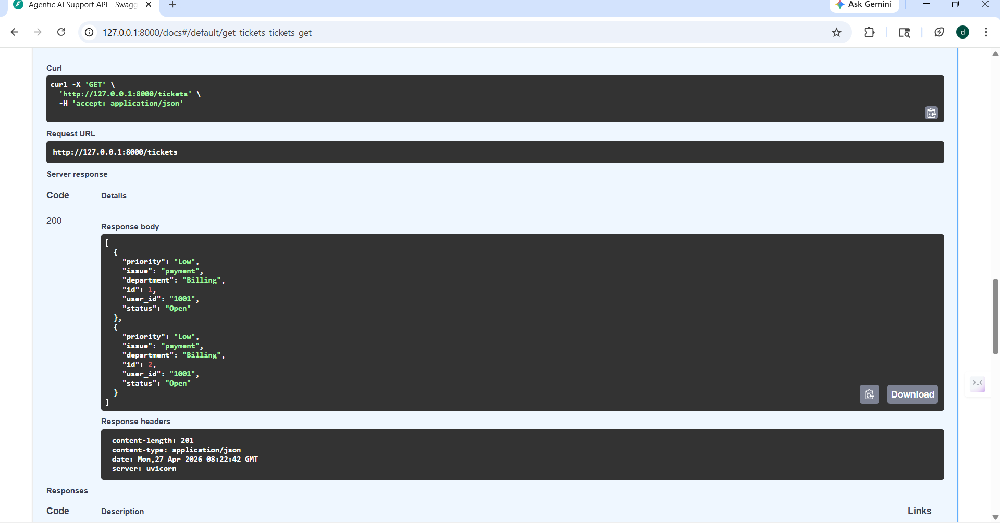 Agentic AI Support API - Swagg
Ask Gemini
127.0.0.1:8000/docs#/default/get_tickets_tickets_get
d
Curl
curl -X 'GET' \
  'http://127.0.0.1:8000/tickets' \
  -H 'accept: application/json'
Request URL
http://127.0.0.1:8000/tickets
Server response
Code Details
200
Response body
[
  {
    "priority": "Low",
    "issue": "payment",
    "department": "Billing",
    "id": 1,
    "user_id": "1001",
    "status": "Open"
  },
  {
    "priority": "Low",
    "issue": "payment",
    "department": "Billing",
    "id": 2,
    "user_id": "1001",
    "status": "Open"
  }
]
Download
Response headers
content-length: 201
content-type: application/json
date: Mon,27 Apr 2026 08:22:42 GMT
server: uvicorn
Responses
Code Description Links